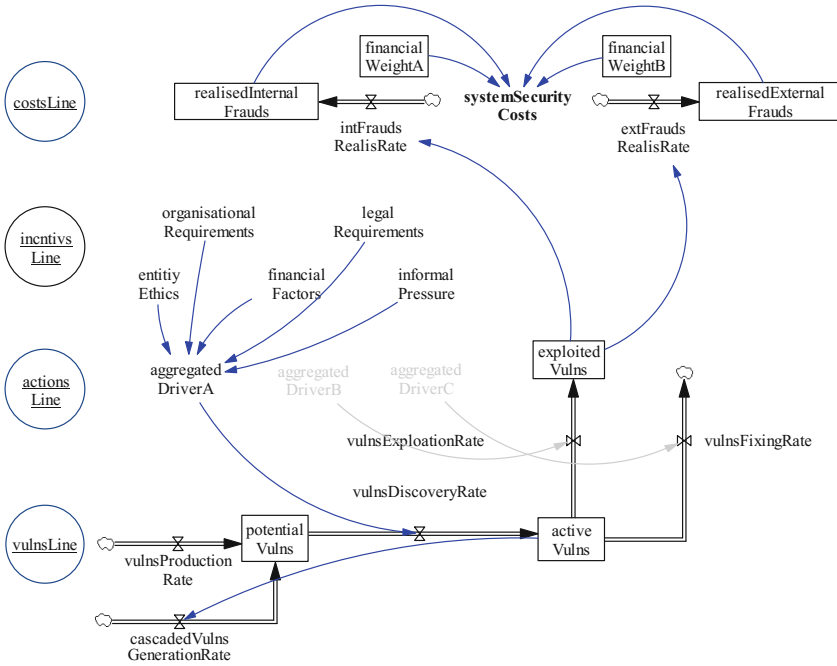 financial
WeightA
financial
WeightB
costsLine
realisedInternal
Frauds
systemSecurity
Costs
realisedExternal
Frauds
intFrauds
RealisRate
extFrauds
RealisRate
incntivs
Line
organisational
Requirements
legal
Requirements
entitiy
Ethics
financial
Factors
informal
Pressure
actions
Line
aggregated
DriverA
aggregated
DriverB
aggregated
DriverC
exploited
Vulns
vulnsExploationRate
vulnsFixingRate
vulnsDiscoveryRate
vulnsLine
potential
Vulns
active
Vulns
vulnsProduction
Rate
cascadedVulns
GenerationRate